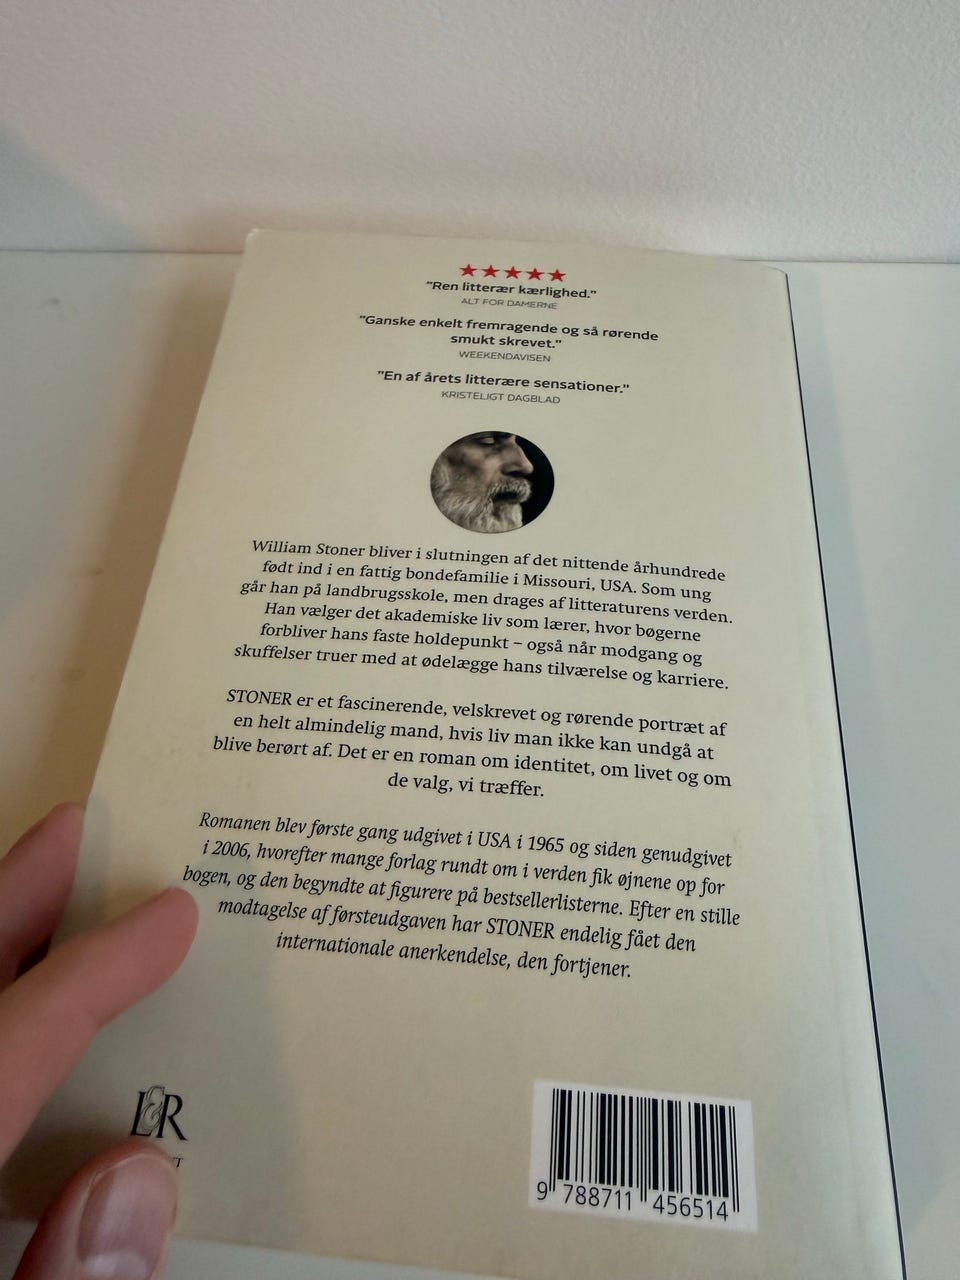 ★★★★★
"Ren litterær kærlighed."
ALT FOR DAMERNE
"Ganske enkelt fremragende og så rørende
smukt skrevet."
WEEKENDAVISEN
"En af årets litterære sensationer."
KRISTELIGT DAGBLAD
William Stoner bliver i slutningen af det nittende århundrede
født ind i en fattig bondefamilie i Missouri, USA. Som ung
går han på landbrugsskole, men drages af litteraturens verden.
Han vælger det akademiske liv som lærer, hvor bøgerne
forbliver hans faste holdepunkt – også når modgang og
skuffelser truer med at ødelægge hans tilværelse og karriere.
STONER er et fascinerende, velskrevet og rørende portræt af
en helt almindelig mand, hvis liv man ikke kan undgå at
blive berørt af. Det er en roman om identitet, om livet og om
de valg, vi træffer.
Romanen blev første gang udgivet i USA i 1965 og siden genudgivet
i 2006, hvorefter mange forlag rundt om i verden fik øjnene op for
bogen, og den begyndte at figurere på bestsellerlisterne. Efter en stille
modtagelse af førsteudgaven har STONER endelig fået den
internationale anerkendelse, den fortjener.
L&R
9 788711 456514